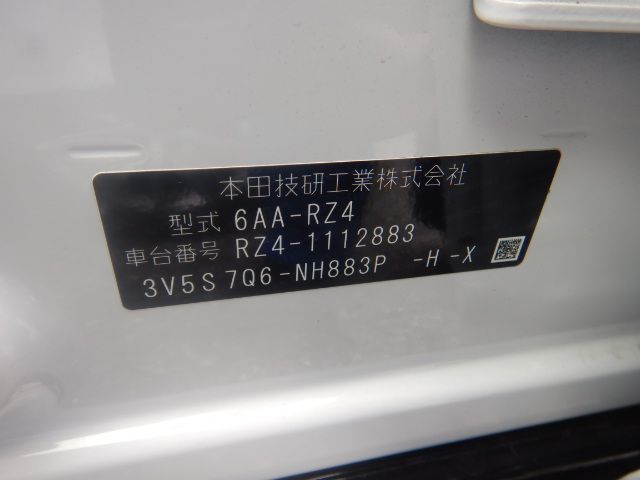 本田技研工業株式会社
型式 6AA-RZ4
車台番号 RZ4-1112883
3V5S7Q6-NH883P -H-X